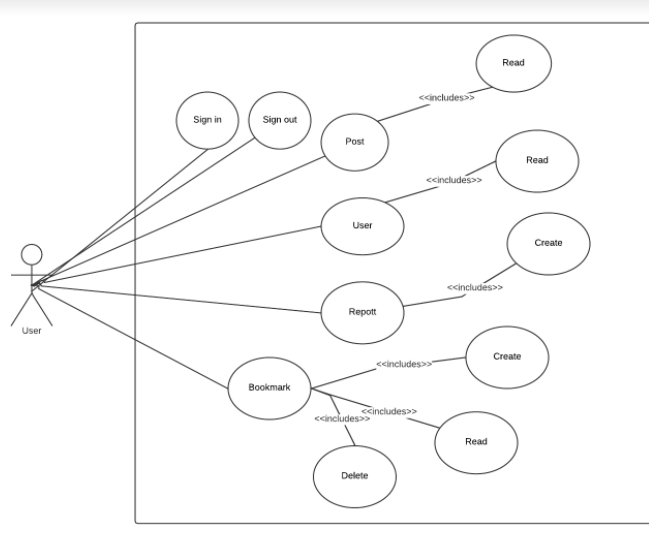 Read
<<includes>>
Sign in
Sign out
Post
Read
<<includes>>
User
Create
<<includes>>
Repott
User
Create
<<includes>>
Bookmark
<<includes>>
<<includes>>
Read
Delete